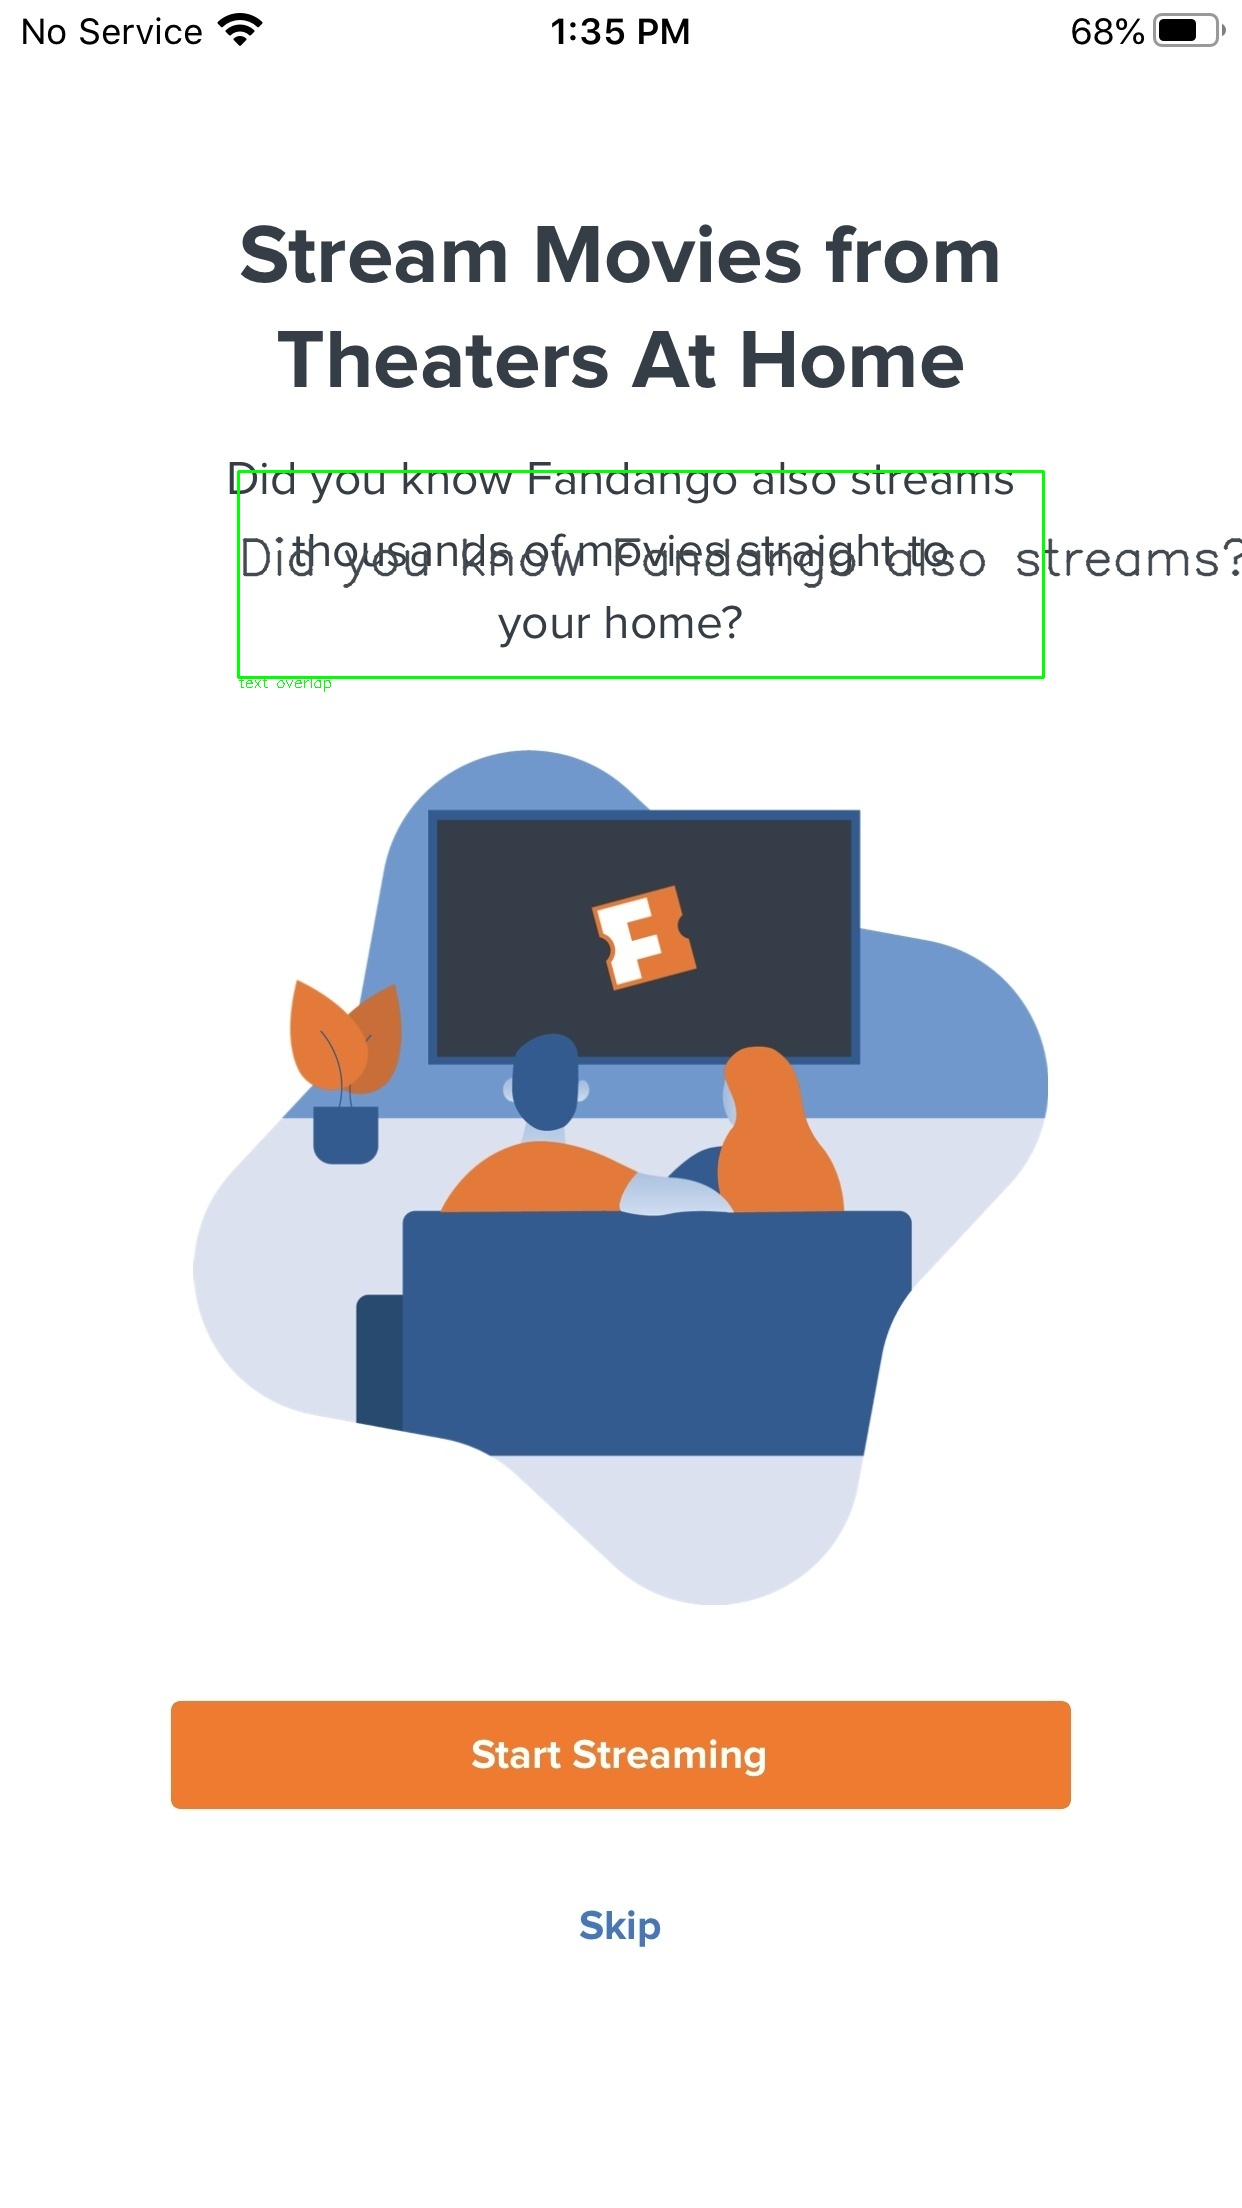 No Service
1:35 PM
68%
Stream Movies from
Theaters At Home
Did you know Fandango also streams
thousands of movies straight to
Did you know Fandango also streams?
your home?
text overlap
F
Start Streaming
Skip